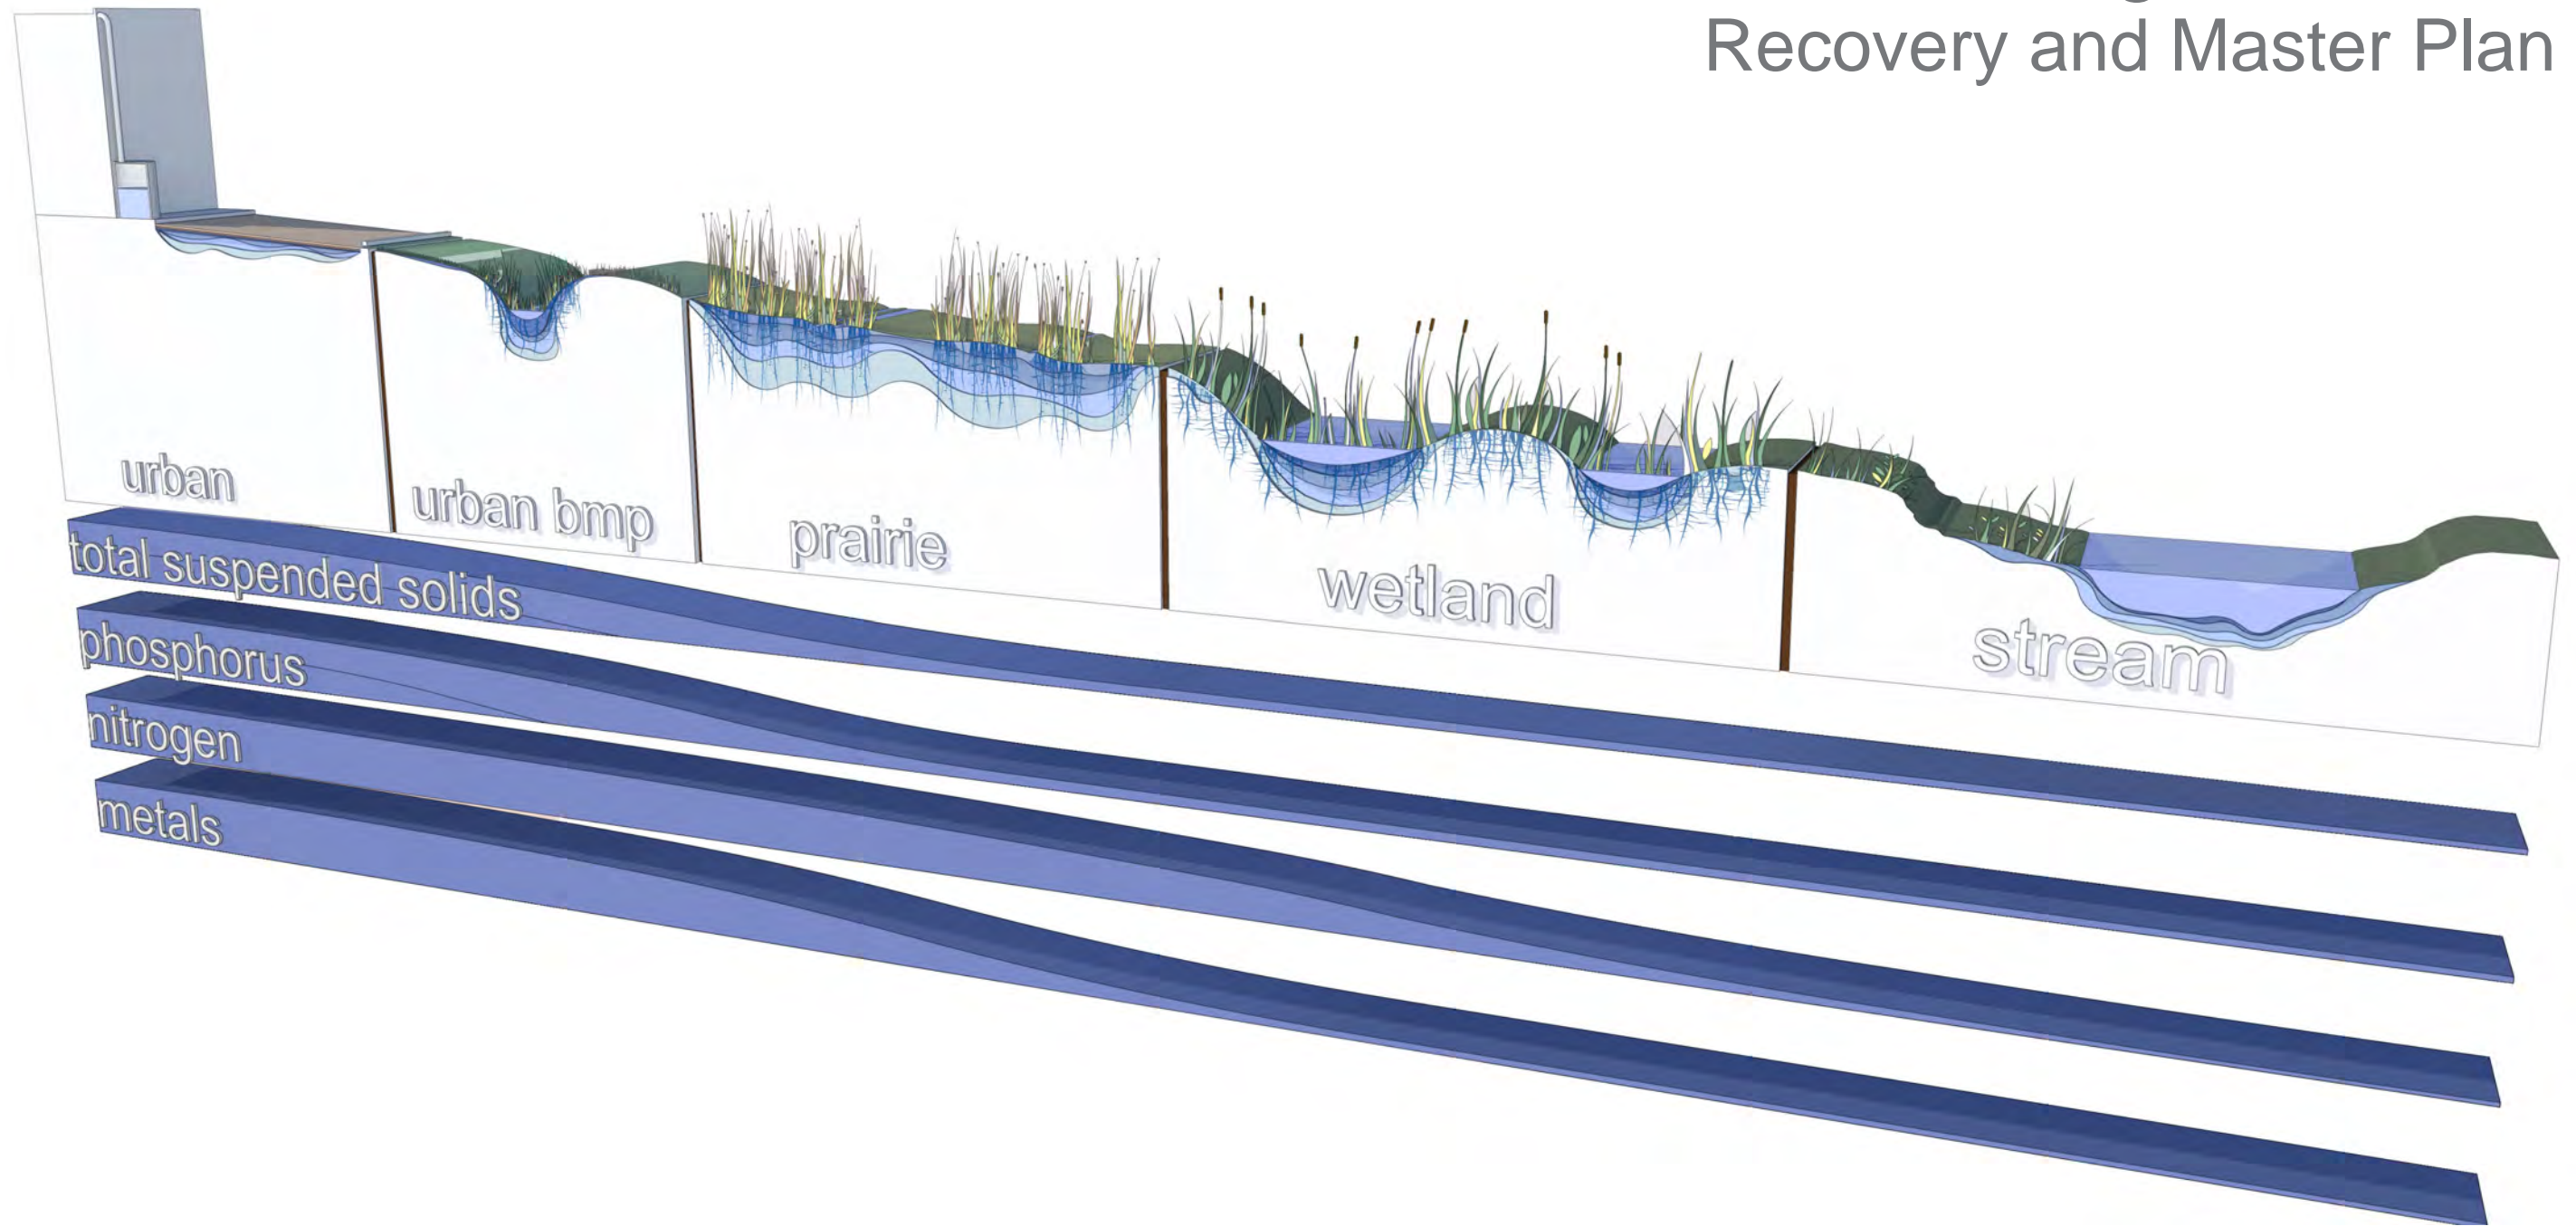 Recovery and Master Plan
urban
urban bmp
prairie
wetland
stream
total suspended solids
phosphorus
nitrogen
metals